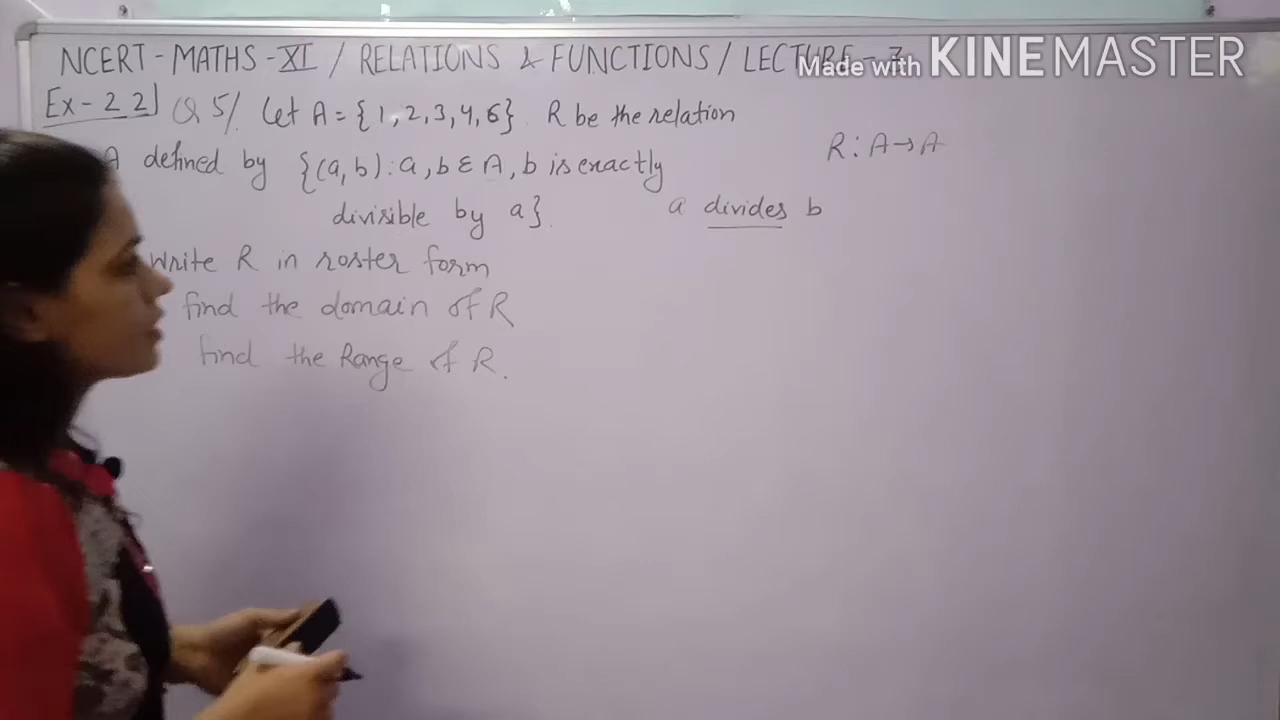 NCERT - MATHS - XI / RELATIONS & FUNCTIONS / LECTURE - 7
Made with KINEMASTER
Ex - 2.2 Q 5/ Let A = {1, 2, 3, 4, 6} R be the relation
A defined by {(a, b) : a, b ∈ A, b is exactly
R : A → A
divisible by a}.
a divides b
Write R in roster form
find the domain of R
find the Range of R.